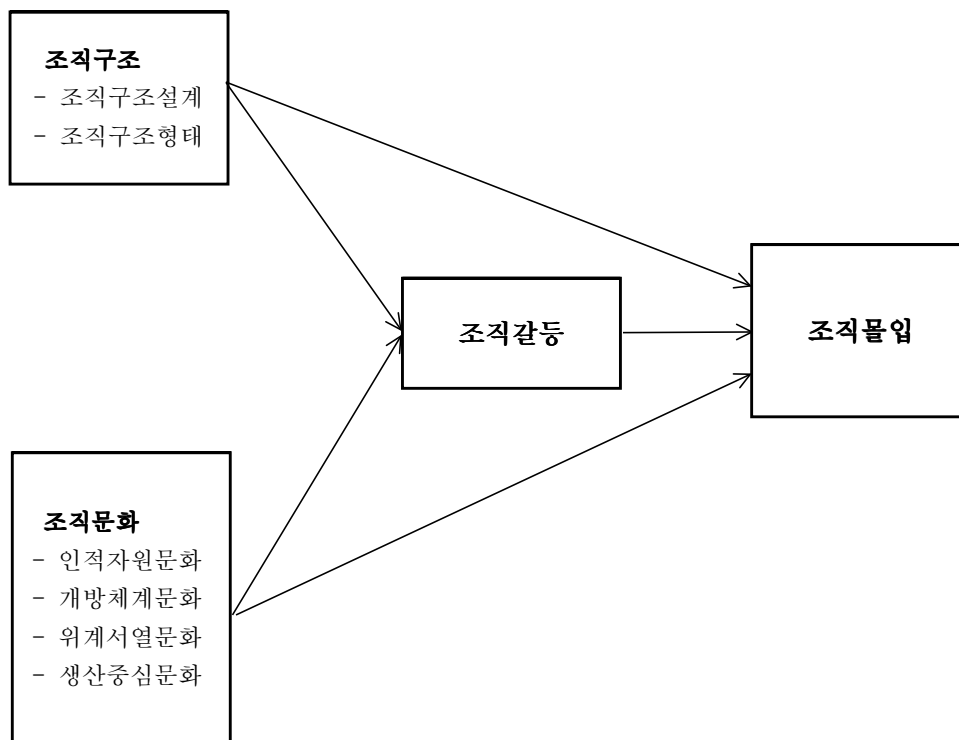 조직구조
- 조직구조설계
- 조직구조형태
조직갈등
조직몰입
조직문화
- 인적자원문화
- 개방체계문화
- 위계서열문화
- 생산중심문화